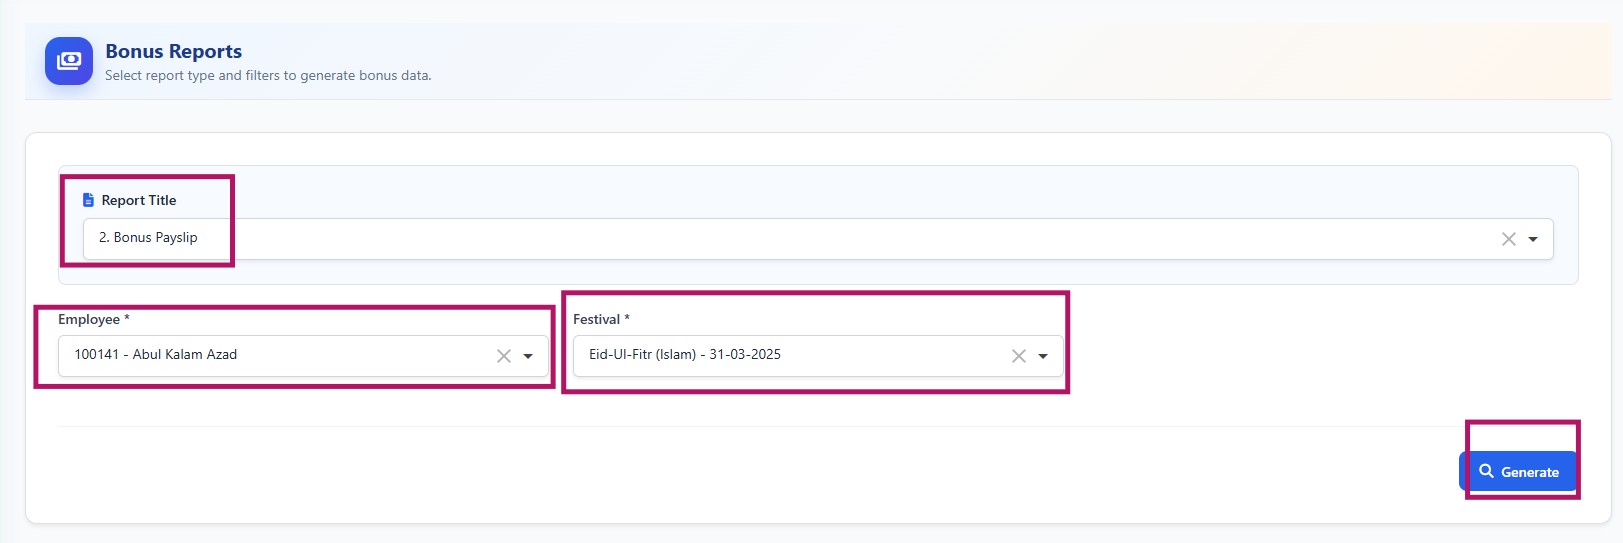 Bonus Reports
Select report type and filters to generate bonus data.
Report Title
2. Bonus Payslip
Employee *
Festival *
100141 - Abul Kalam Azad
Eid-Ul-Fitr (Islam) - 31-03-2025
Generate